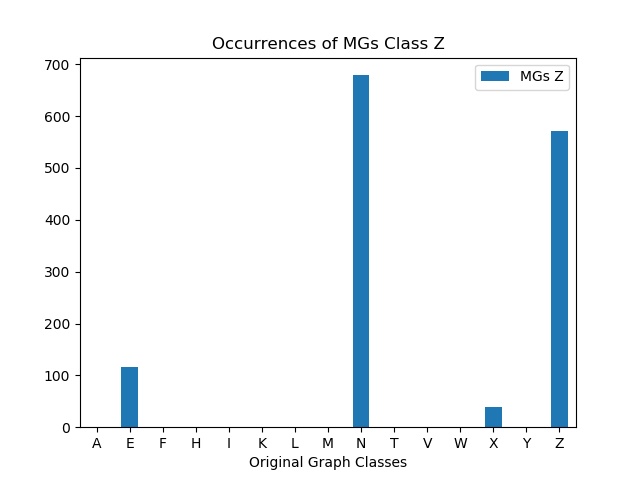 Occurrences of MGs Class Z
MGs Z
700
600
500
400
300
200
100
0
A E F H I K L M N T V W X Y Z
Original Graph Classes